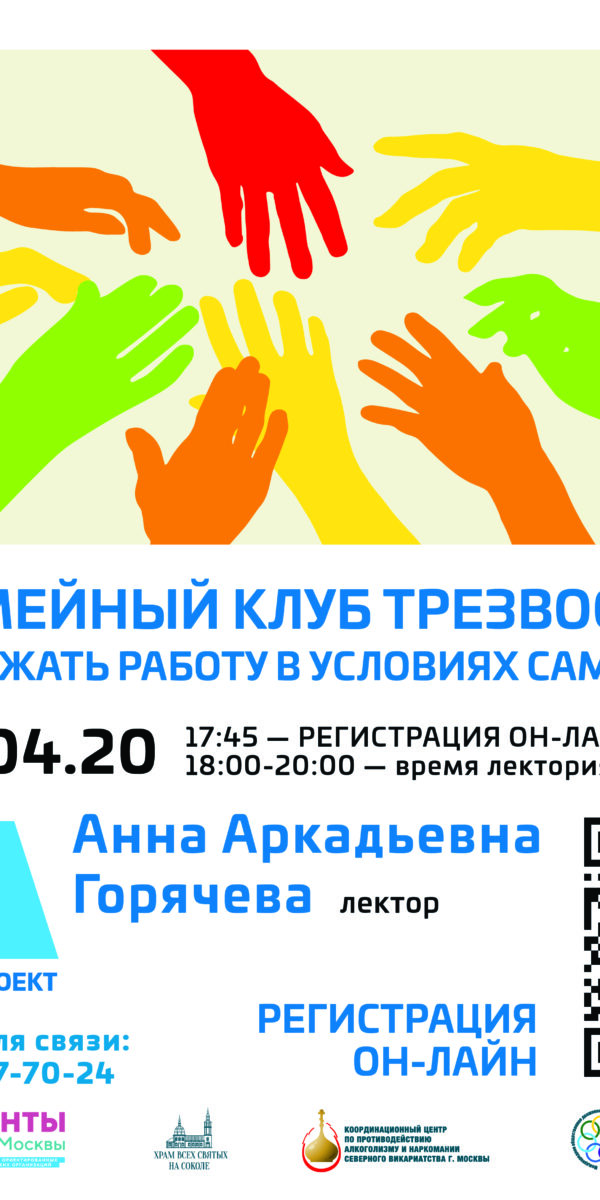 МЕЙНЫЙ КЛУБ ТРЕЗВОС
ЖАТЬ РАБОТУ В УСЛОВИЯХ САМ
04.20
17:45 — РЕГИСТРАЦИЯ ОН-ЛА
18:00-20:00 — время лектория
Анна Аркадьевна
Горячева лектор
ОЕКТ
РЕГИСТРАЦИЯ
ОН-ЛАЙН
ля связи:
7-70-24
НТЫ
Москвы
ХРАМ ВСЕХ СВЯТЫХ
НА СОКОЛЕ
КООРДИНАЦИОННЫЙ ЦЕНТР
ПО ПРОТИВОДЕЙСТВИЮ
АЛКОГОЛИЗМУ И НАРКОМАНИИ
СЕВЕРНОГО ВИКАРИАТСТВА Г. МОСКВЫ